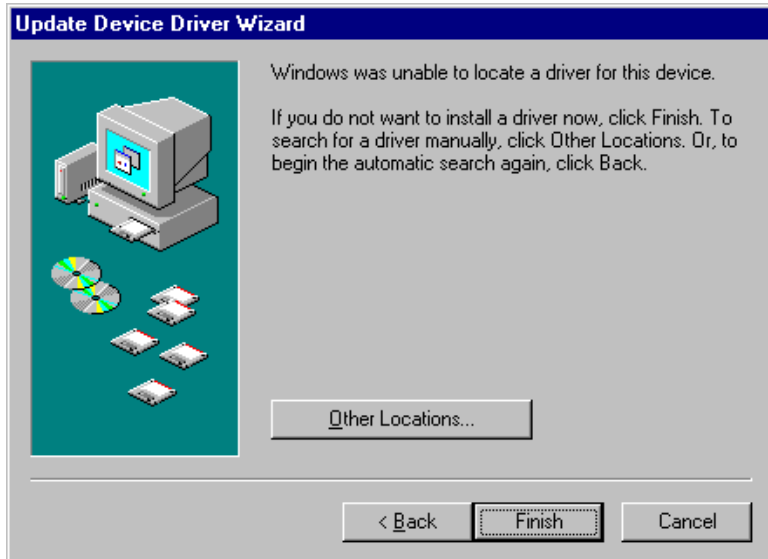 Update Device Driver Wizard
Windows was unable to locate a driver for this device.
If you do not want to install a driver now, click Finish. To
search for a driver manually, click Other Locations. Or, to
begin the automatic search again, click Back.
Other Locations...
< Back
Finish
Cancel